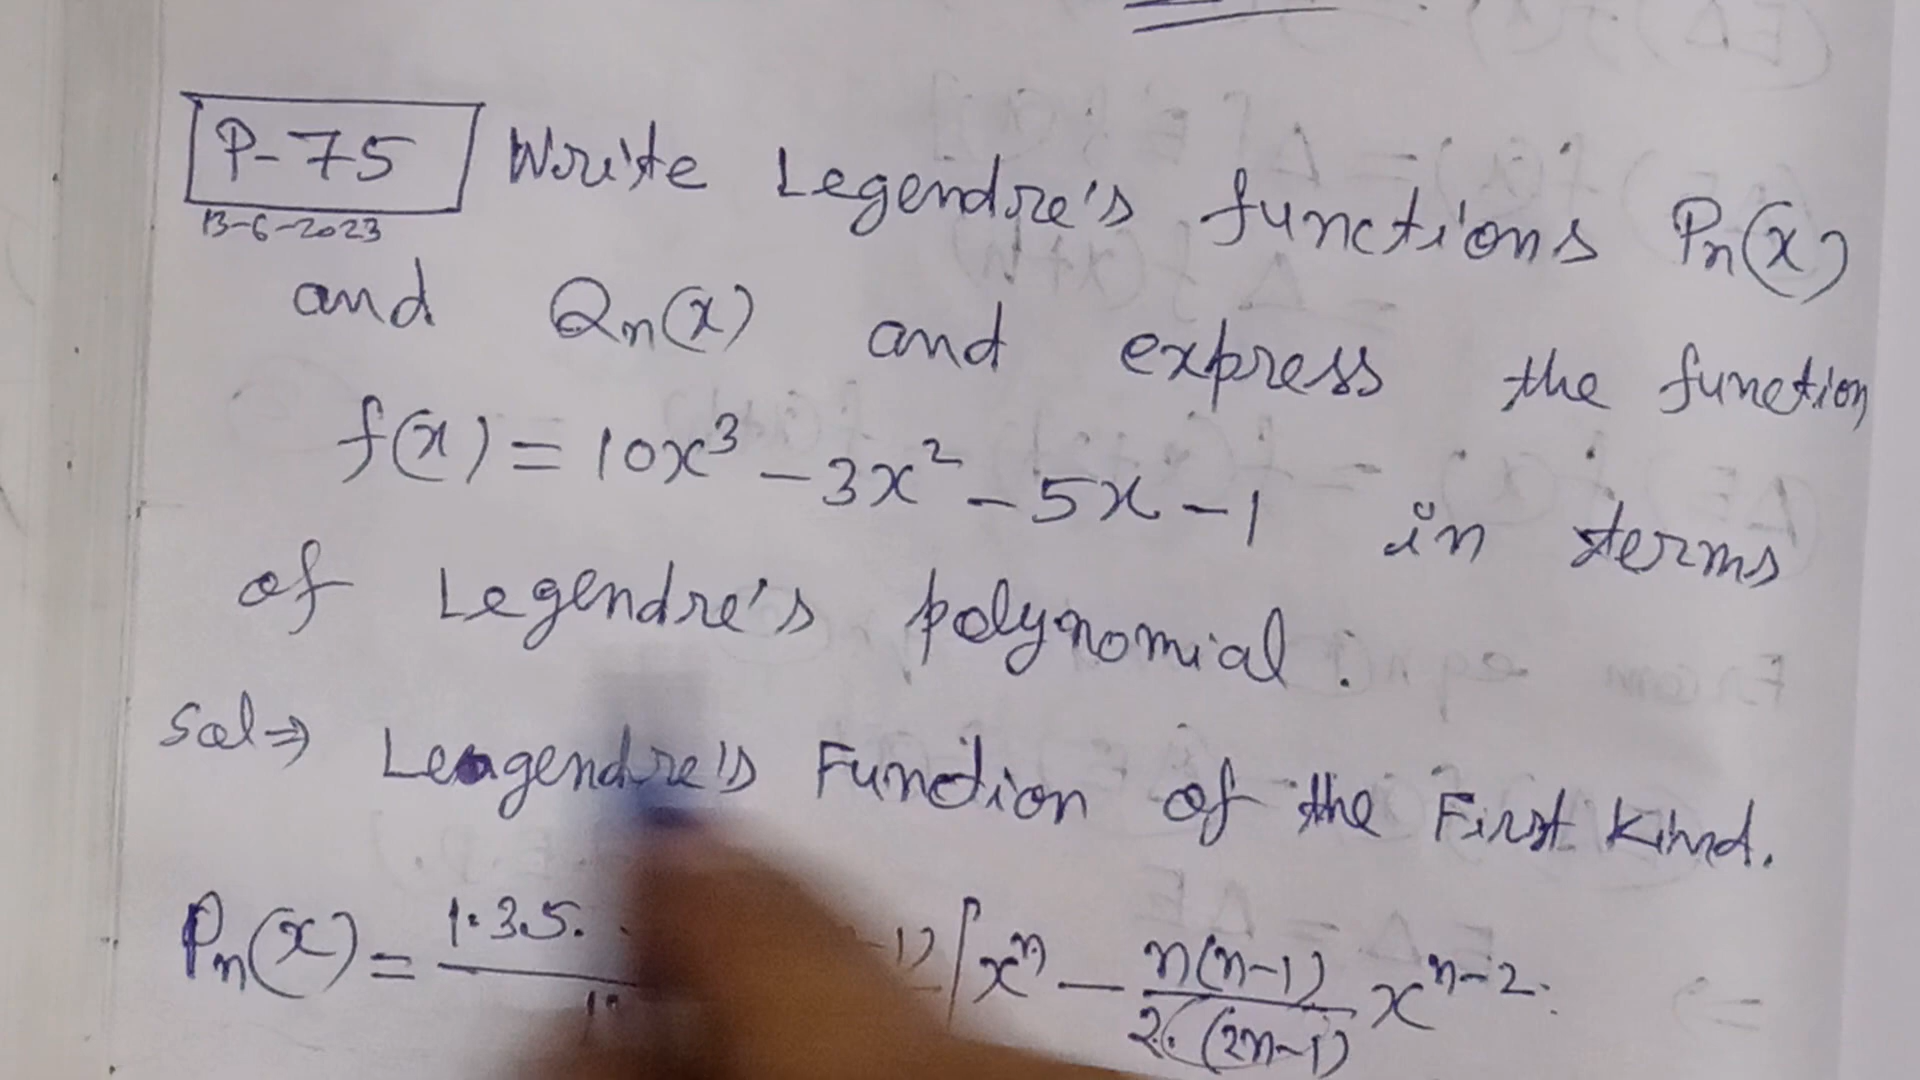 P-75 Write Legendre's functions Pn(x)
13-6-2023
and Qn(x) and express the function
f(x) = 10x³ - 3x² - 5x - 1 in terms
of Legendre's polynomial.
Sol⇒ Legendre's Function of the First Kind.
Pn(x) = 1·3.5. -1) [xⁿ - n(n-1)/2.(2n-1) xⁿ⁻²